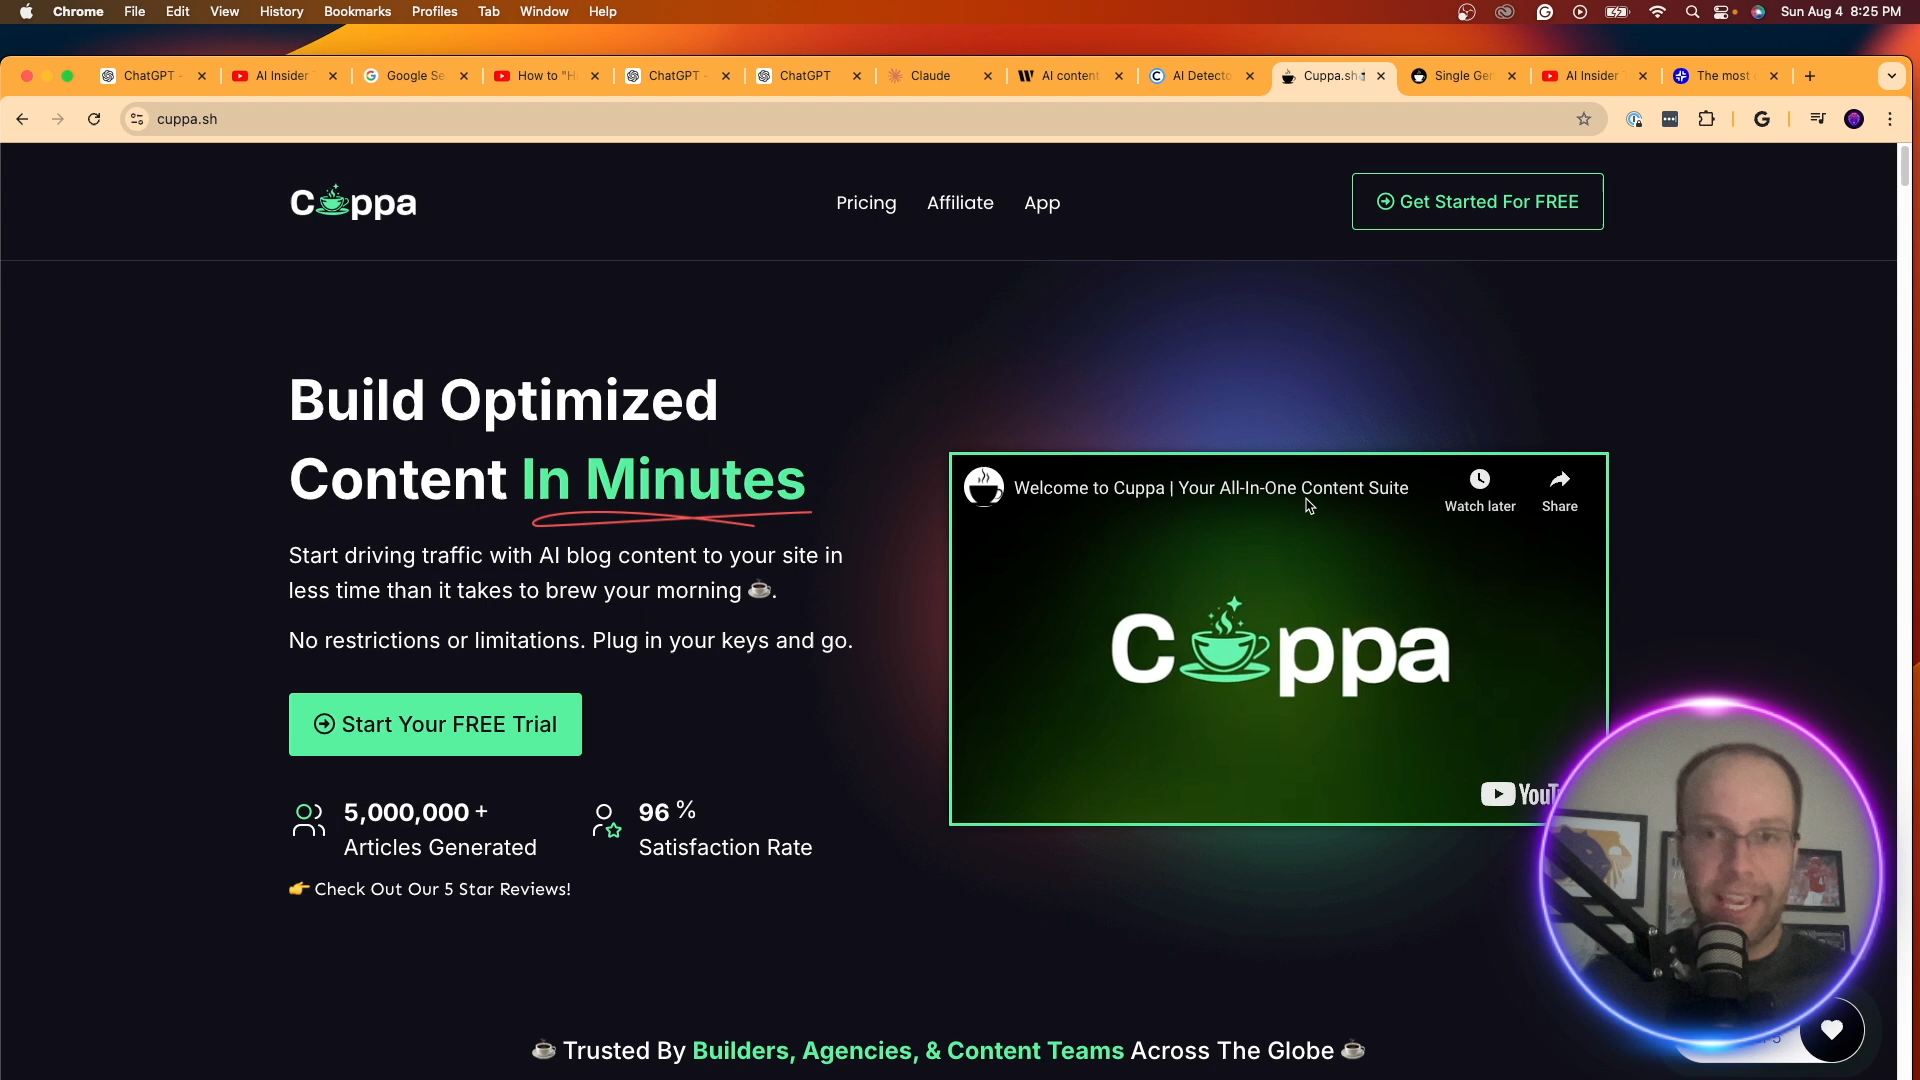 Chrome File Edit View History Bookmarks Profiles Tab Window Help Sun Aug 4 8:25 PM
ChatGPT - AI Insider Google Se How to "H ChatGPT - ChatGPT Claude AI content AI Detecto Cuppa.sh Single Gen AI Insider The most
cuppa.sh
Cuppa
Pricing Affiliate App
Get Started For FREE
Build Optimized
Content In Minutes
Start driving traffic with AI blog content to your site in
less time than it takes to brew your morning ☕.
No restrictions or limitations. Plug in your keys and go.
Start Your FREE Trial
5,000,000 +
Articles Generated
96 %
Satisfaction Rate
👉 Check Out Our 5 Star Reviews!
Welcome to Cuppa | Your All-In-One Content Suite
Watch later
Share
Cuppa
☕ Trusted By Builders, Agencies, & Content Teams Across The Globe ☕